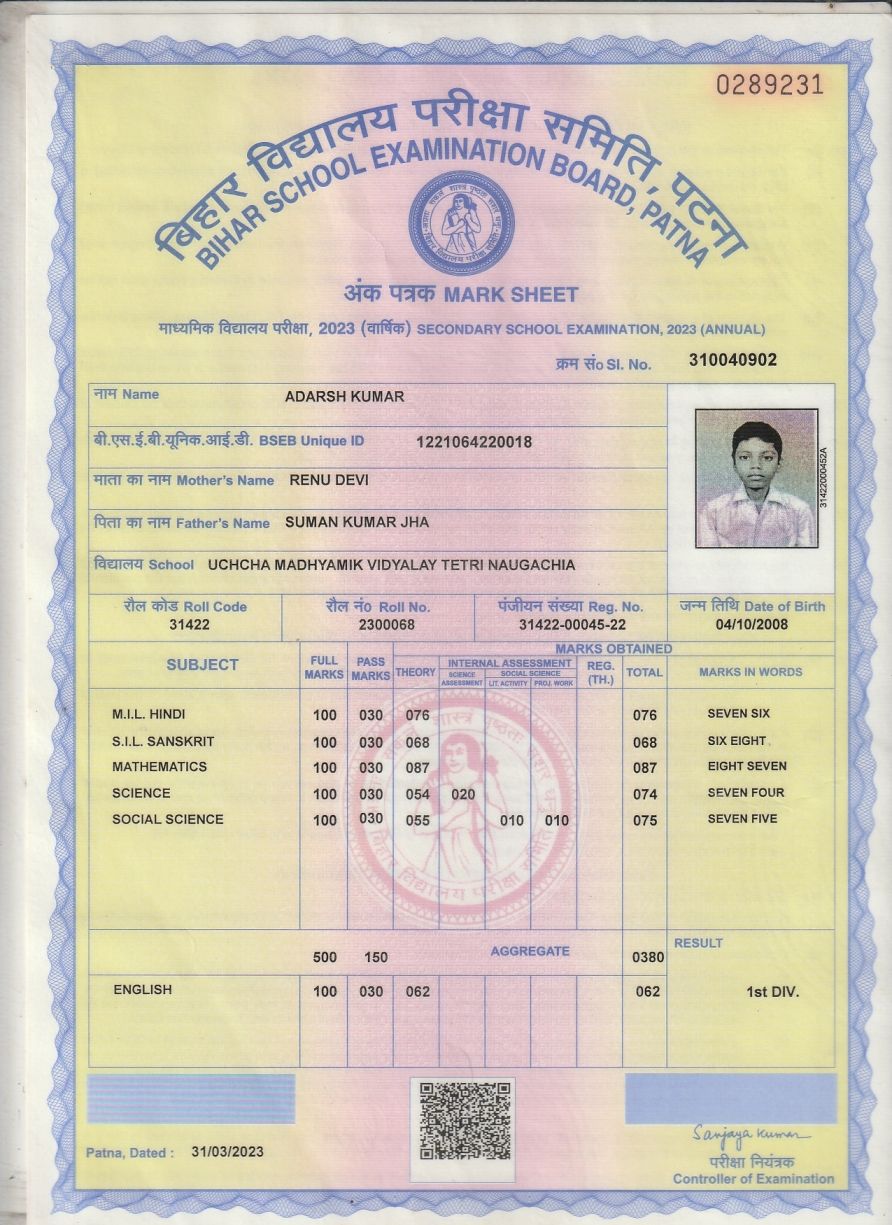 0289231
बिहार विद्यालय परीक्षा समिति, पटना
BIHAR SCHOOL EXAMINATION BOARD, PATNA
अंक पत्रक MARK SHEET
माध्यमिक विद्यालय परीक्षा, 2023 (वार्षिक) SECONDARY SCHOOL EXAMINATION, 2023 (ANNUAL)
क्रम सं० Sl. No. 310040902
नाम Name ADARSH KUMAR
बी.एस.ई.बी.यूनिक.आई.डी. BSEB Unique ID 1221064220018
माता का नाम Mother's Name RENU DEVI
पिता का नाम Father's Name SUMAN KUMAR JHA
विद्यालय School UCHCHA MADHYAMIK VIDYALAY TETRI NAUGACHIA
31422000452A
रौल कोड Roll Code रौल नं० Roll No. पंजीयन संख्या Reg. No. जन्म तिथि Date of Birth
31422 2300068 31422-00045-22 04/10/2008
MARKS OBTAINED
SUBJECT FULL MARKS PASS MARKS THEORY INTERNAL ASSESSMENT REG. (TH.) TOTAL MARKS IN WORDS
SCIENCE ASSESSMENT SOCIAL SCIENCE
LIT. ACTIVITY PROJ. WORK
M.I.L. HINDI 100 030 076 076 SEVEN SIX
S.I.L. SANSKRIT 100 030 068 068 SIX EIGHT
MATHEMATICS 100 030 087 087 EIGHT SEVEN
SCIENCE 100 030 054 020 074 SEVEN FOUR
SOCIAL SCIENCE 100 030 055 010 010 075 SEVEN FIVE
500 150 AGGREGATE 0380 RESULT
ENGLISH 100 030 062 062 1st DIV.
Sanjaya Kumar
Patna, Dated : 31/03/2023
परीक्षा नियंत्रक
Controller of Examination